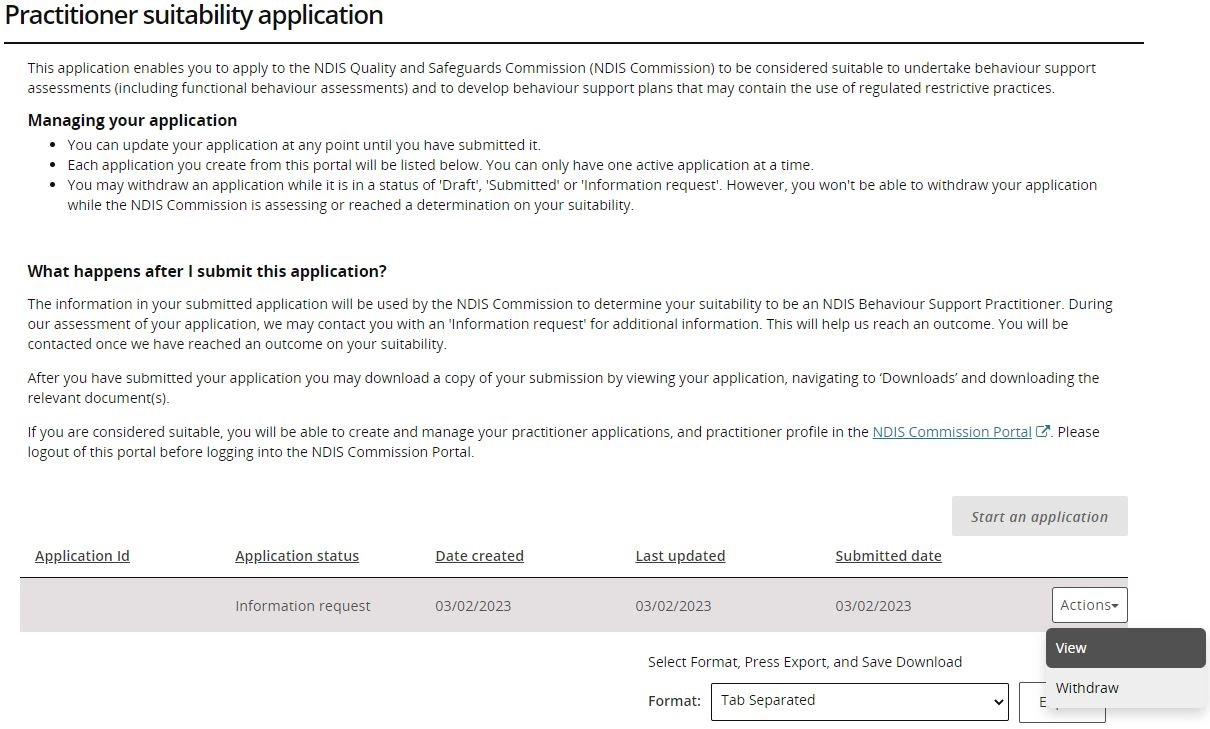 Practitioner suitability application
This application enables you to apply to the NDIS Quality and Safeguards Commission (NDIS Commission) to be considered suitable to undertake behaviour support
assessments (including functional behaviour assessments) and to develop behaviour support plans that may contain the use of regulated restrictive practices.
Managing your application
• You can update your application at any point until you have submitted it.
• Each application you create from this portal will be listed below. You can only have one active application at a time.
• You may withdraw an application while it is in a status of 'Draft', 'Submitted' or 'Information request'. However, you won't be able to withdraw your application
while the NDIS Commission is assessing or reached a determination on your suitability.
What happens after I submit this application?
The information in your submitted application will be used by the NDIS Commission to determine your suitability to be an NDIS Behaviour Support Practitioner. During
our assessment of your application, we may contact you with an 'Information request' for additional information. This will help us reach an outcome. You will be
contacted once we have reached an outcome on your suitability.
After you have submitted your application you may download a copy of your submission by viewing your application, navigating to ‘Downloads’ and downloading the
relevant document(s).
If you are considered suitable, you will be able to create and manage your practitioner applications, and practitioner profile in the NDIS Commission Portal. Please
logout of this portal before logging into the NDIS Commission Portal.
Start an application
Application Id Application status Date created Last updated Submitted date
Information request 03/02/2023 03/02/2023 03/02/2023 Actions
View
Select Format, Press Export, and Save Download
Withdraw
Format: Tab Separated